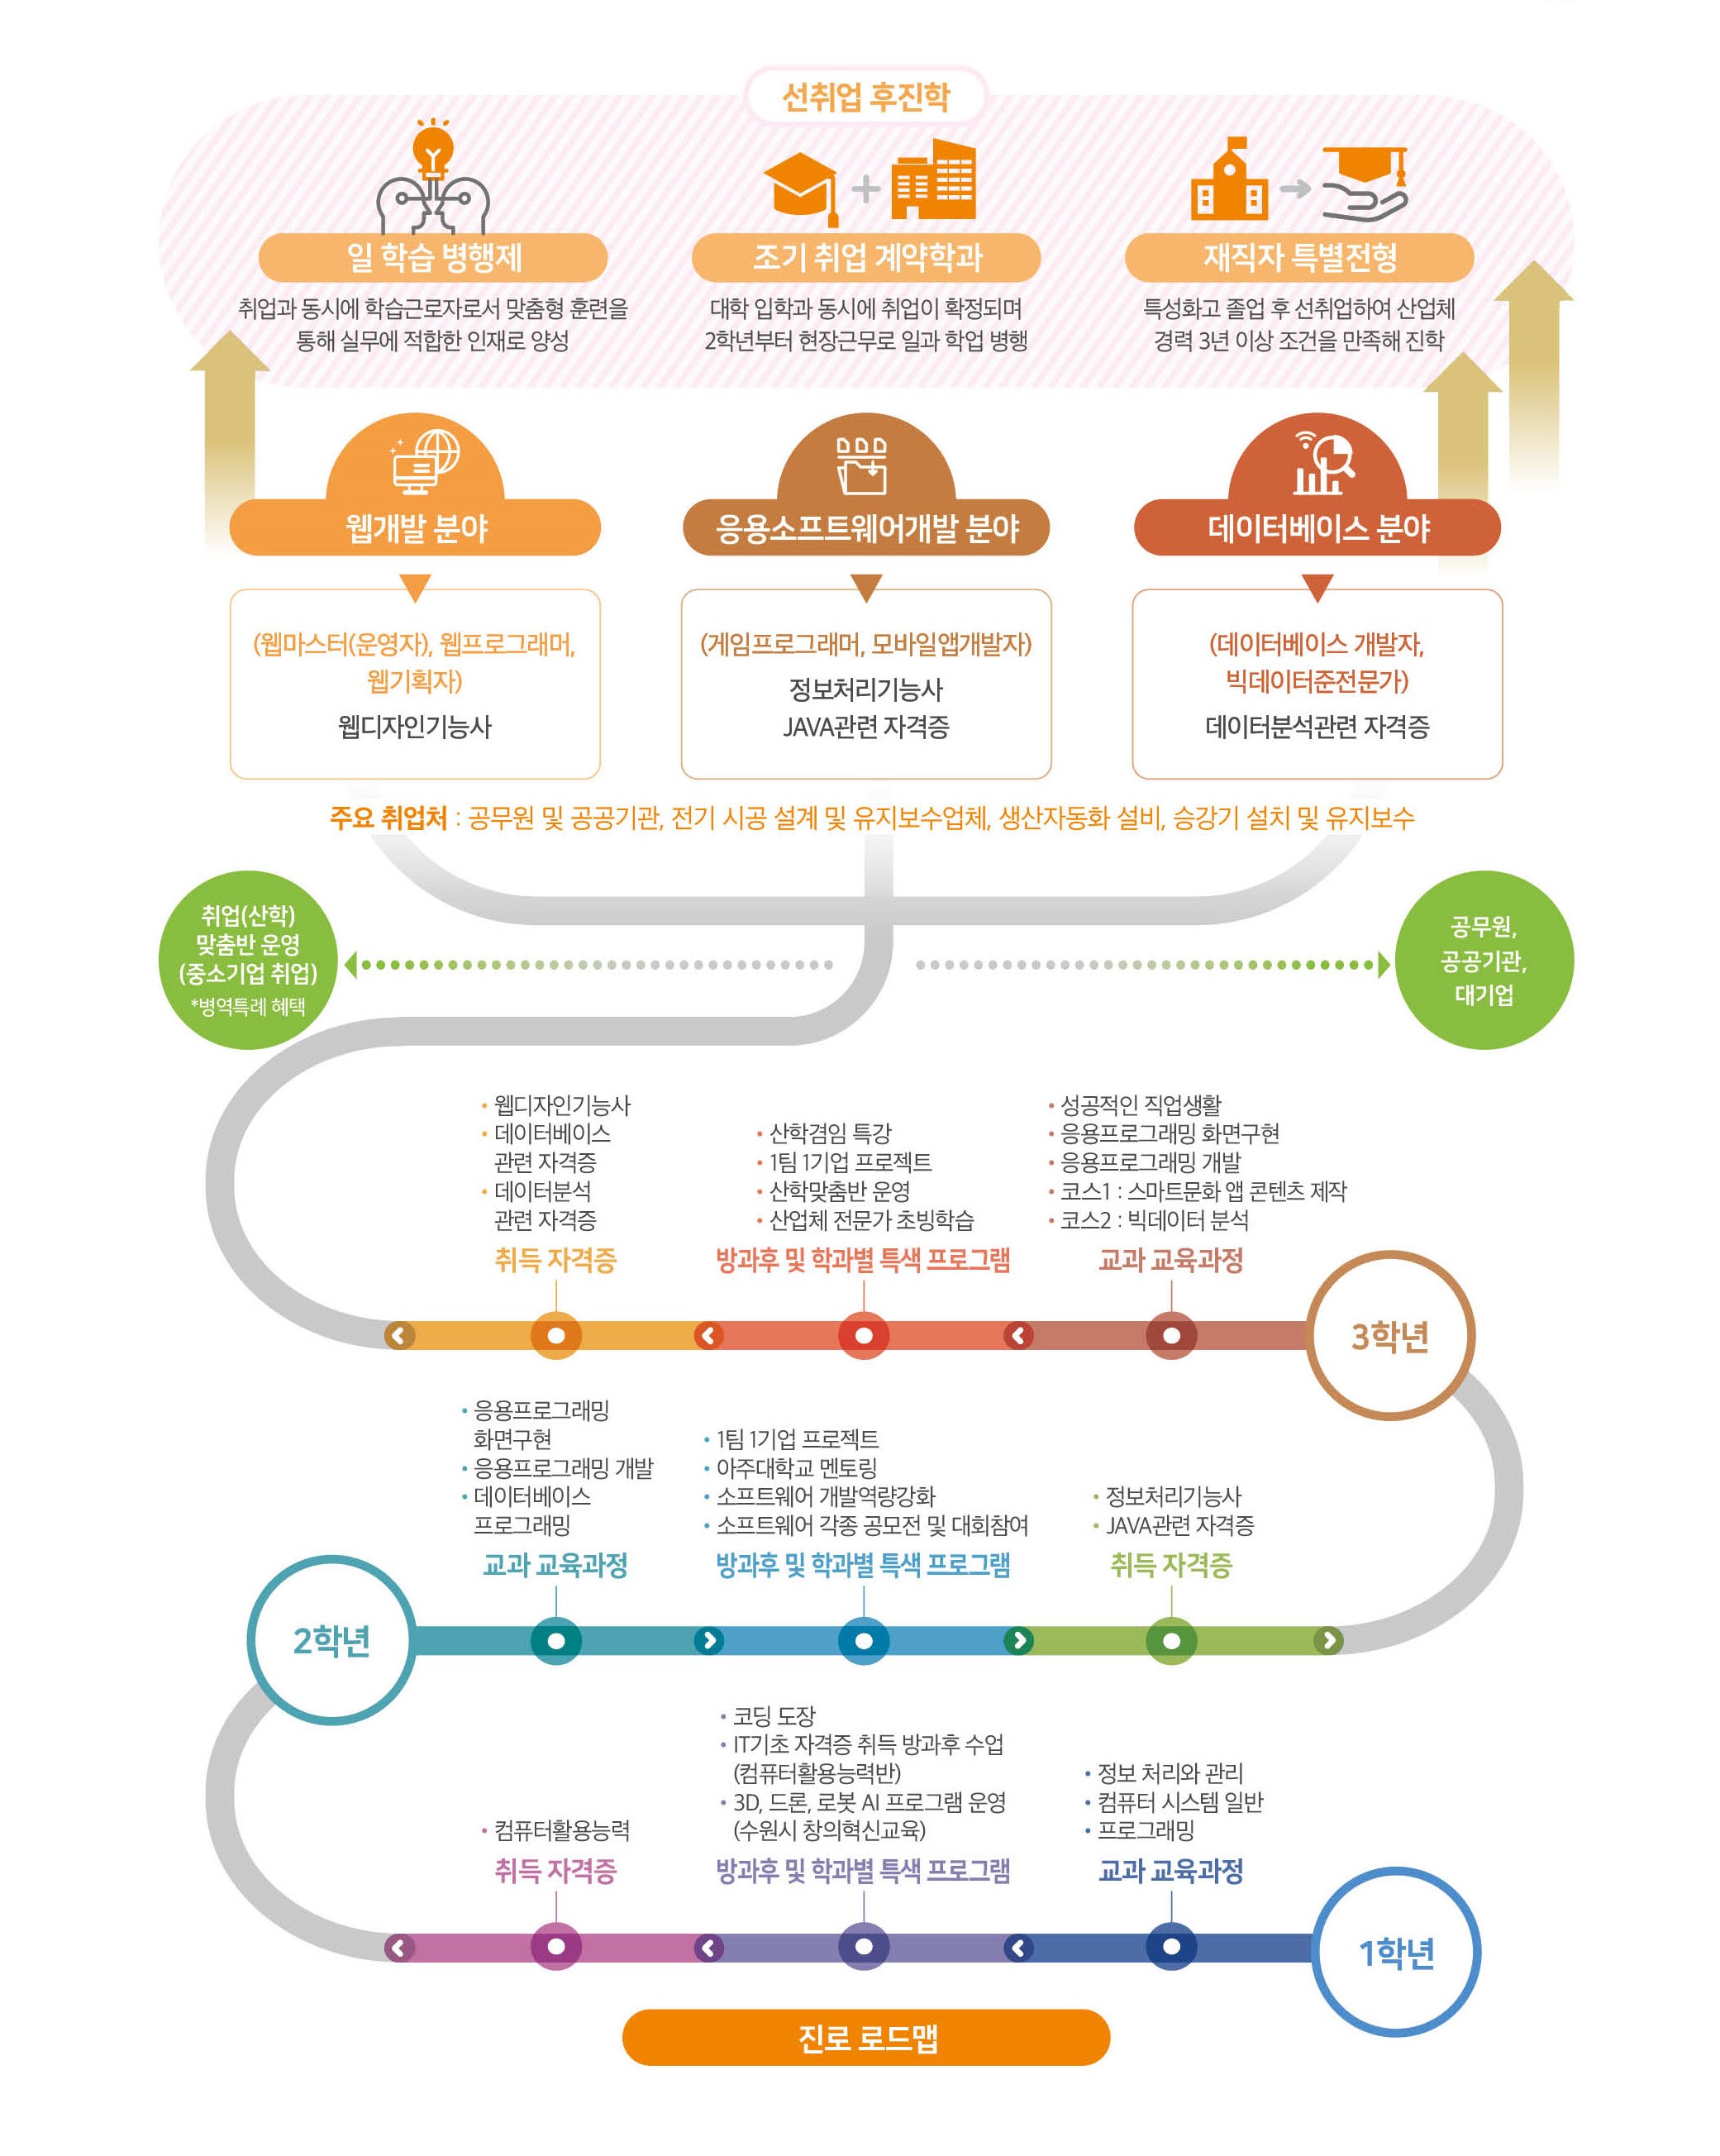 선취업 후진학
일 학습 병행제
취업과 동시에 학습근로자로서 맞춤형 훈련을
통해 실무에 적합한 인재로 양성
조기 취업 계약학과
대학 입학과 동시에 취업이 확정되며
2학년부터 현장근무로 일과 학업 병행
재직자 특별전형
특성화고 졸업 후 선취업하여 산업체
경력 3년 이상 조건을 만족해 진학
웹개발 분야
(웹마스터(운영자), 웹프로그래머,
웹기획자)
웹디자인기능사
응용소프트웨어개발 분야
(게임프로그래머, 모바일앱개발자)
정보처리기능사
JAVA관련 자격증
데이터베이스 분야
(데이터베이스 개발자,
빅데이터준전문가)
데이터분석관련 자격증
주요 취업처 : 공무원 및 공공기관, 전기 시공 설계 및 유지보수업체, 생산자동화 설비, 승강기 설치 및 유지보수
취업(산학)
맞춤반 운영
(중소기업 취업)
*병역특례 혜택
공무원,
공공기관,
대기업
• 웹디자인기능사
• 데이터베이스
관련 자격증
• 데이터분석
관련 자격증
취득 자격증
• 산학겸임 특강
• 1팀 1기업 프로젝트
• 산학맞춤반 운영
• 산업체 전문가 초빙학습
방과후 및 학과별 특색 프로그램
• 성공적인 직업생활
• 응용프로그래밍 화면구현
• 응용프로그래밍 개발
• 코스1 : 스마트문화 앱 콘텐츠 제작
• 코스2 : 빅데이터 분석
교과 교육과정
3학년
• 응용프로그래밍
화면구현
• 응용프로그래밍 개발
• 데이터베이스
프로그래밍
교과 교육과정
• 1팀 1기업 프로젝트
• 아주대학교 멘토링
• 소프트웨어 개발역량강화
• 소프트웨어 각종 공모전 및 대회참여
방과후 및 학과별 특색 프로그램
• 정보처리기능사
• JAVA관련 자격증
취득 자격증
2학년
• 컴퓨터활용능력
취득 자격증
• 코딩 도장
• IT기초 자격증 취득 방과후 수업
(컴퓨터활용능력반)
• 3D, 드론, 로봇 AI 프로그램 운영
(수원시 창의혁신교육)
방과후 및 학과별 특색 프로그램
• 정보 처리와 관리
• 컴퓨터 시스템 일반
• 프로그래밍
교과 교육과정
1학년
진로 로드맵